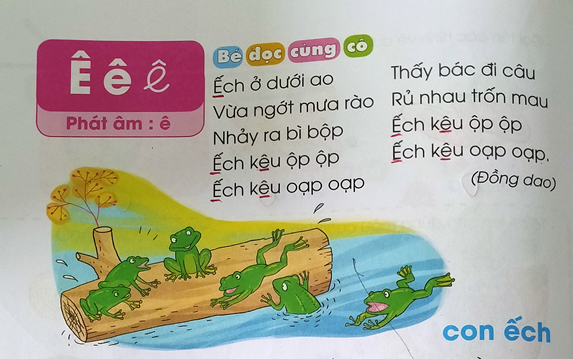 Ê ê ê
Phát âm : ê
Bé đọc cùng cô
Ếch ở dưới ao
Vừa ngớt mưa rào
Nhảy ra bì bộp
Ếch kêu ộp ộp
Ếch kêu oạp oạp
Thấy bác đi câu
Rủ nhau trốn mau
Ếch kêu ộp ộp
Ếch kêu oạp oạp.
(Đồng dao)
con ếch